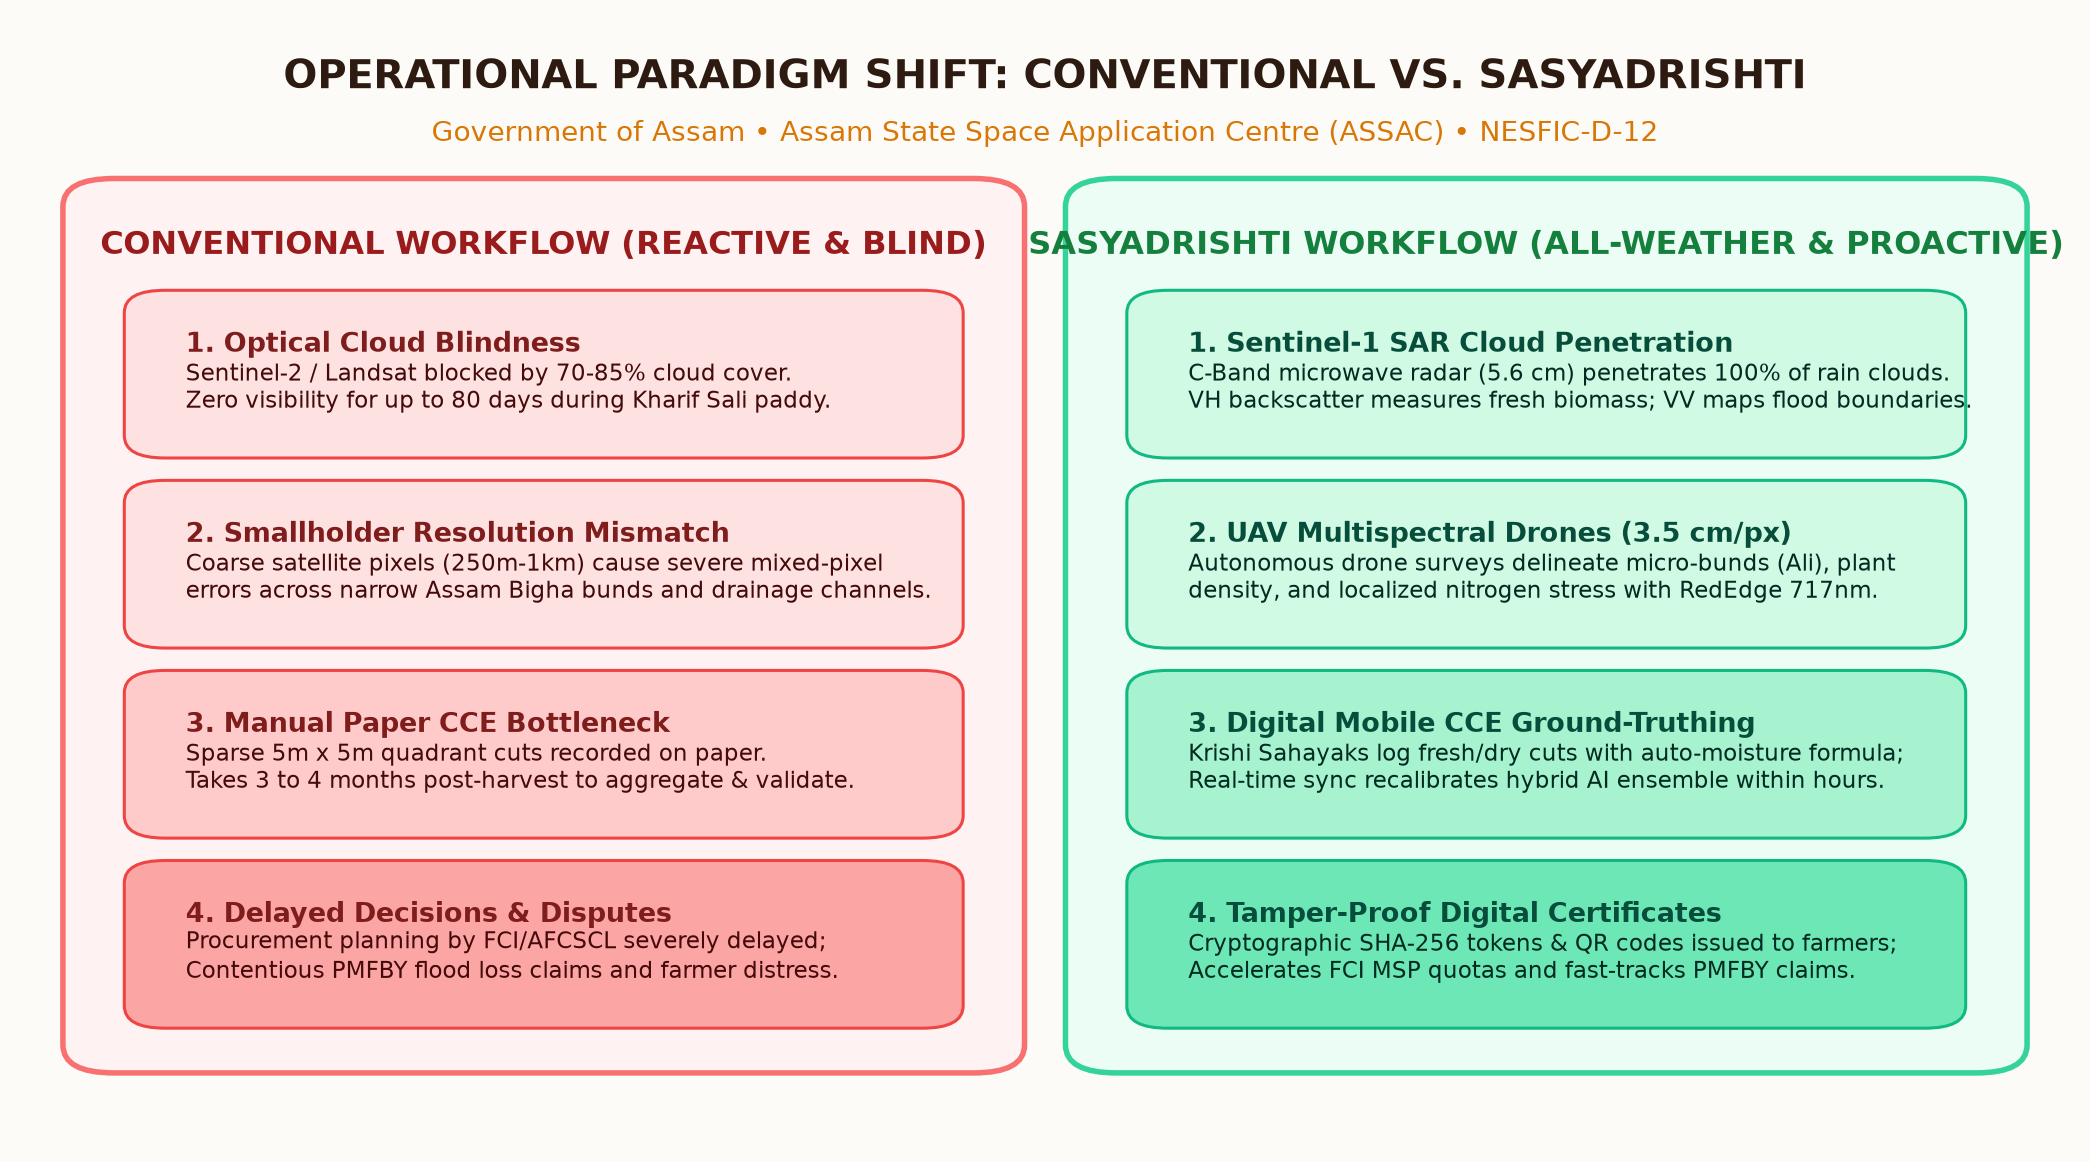 OPERATIONAL PARADIGM SHIFT: CONVENTIONAL VS. SASYADRISHTI
Government of Assam • Assam State Space Application Centre (ASSAC) • NESFIC-D-12
CONVENTIONAL WORKFLOW (REACTIVE & BLIND)
1. Optical Cloud Blindness
Sentinel-2 / Landsat blocked by 70-85% cloud cover.
Zero visibility for up to 80 days during Kharif Sali paddy.
2. Smallholder Resolution Mismatch
Coarse satellite pixels (250m-1km) cause severe mixed-pixel
errors across narrow Assam Bigha bunds and drainage channels.
3. Manual Paper CCE Bottleneck
Sparse 5m x 5m quadrant cuts recorded on paper.
Takes 3 to 4 months post-harvest to aggregate & validate.
4. Delayed Decisions & Disputes
Procurement planning by FCI/AFCSCL severely delayed;
Contentious PMFBY flood loss claims and farmer distress.
SASYADRISHTI WORKFLOW (ALL-WEATHER & PROACTIVE)
1. Sentinel-1 SAR Cloud Penetration
C-Band microwave radar (5.6 cm) penetrates 100% of rain clouds.
VH backscatter measures fresh biomass; VV maps flood boundaries.
2. UAV Multispectral Drones (3.5 cm/px)
Autonomous drone surveys delineate micro-bunds (Ali), plant
density, and localized nitrogen stress with RedEdge 717nm.
3. Digital Mobile CCE Ground-Truthing
Krishi Sahayaks log fresh/dry cuts with auto-moisture formula;
Real-time sync recalibrates hybrid AI ensemble within hours.
4. Tamper-Proof Digital Certificates
Cryptographic SHA-256 tokens & QR codes issued to farmers;
Accelerates FCI MSP quotas and fast-tracks PMFBY claims.